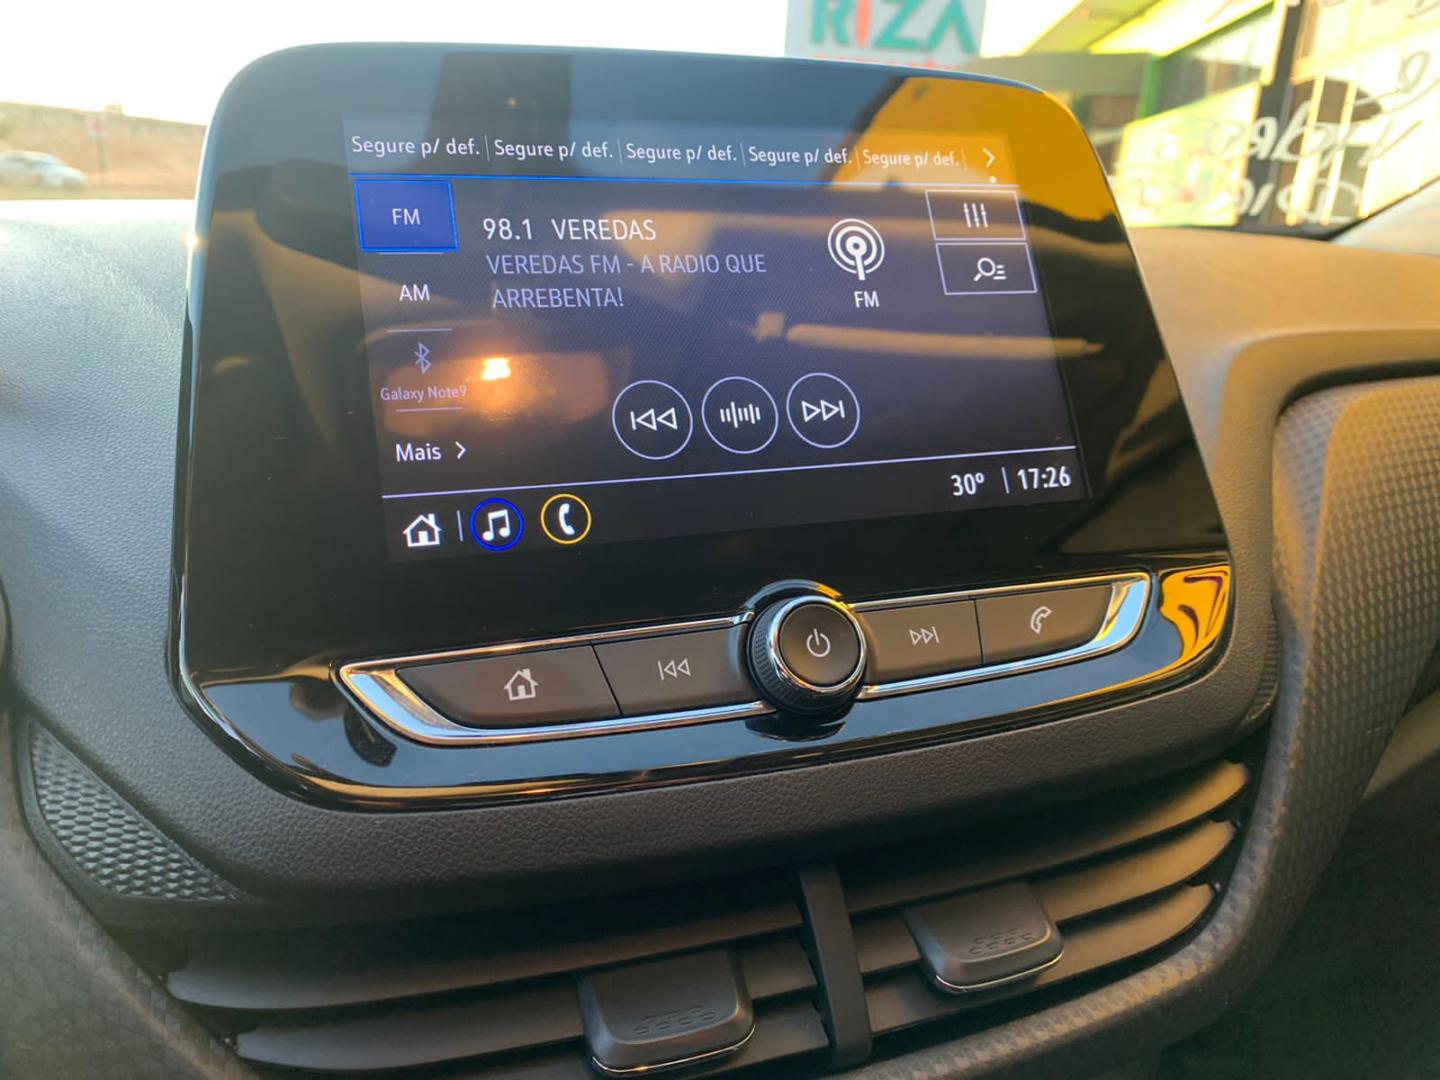 RIZA
Segure p/ def. Segure p/ def. Segure p/ def. Segure p/ def. Segure p/ def.
FM
98.1 VEREDAS
VEREDAS FM - A RADIO QUE
ARREBENTA!
FM
AM
Galaxy Note9
Mais
30° 17:26